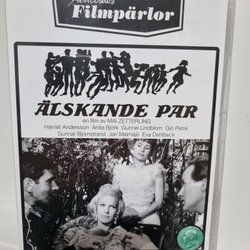 Filmpärlor
ÄLSKANDE PAR
en film av MAI ZETTERLING
Harriet Andersson Anita Björk Gunnel Lindblom Gio Petré
Gunnar Björnstrand Jan Malmsjö Eva Dahlbeck